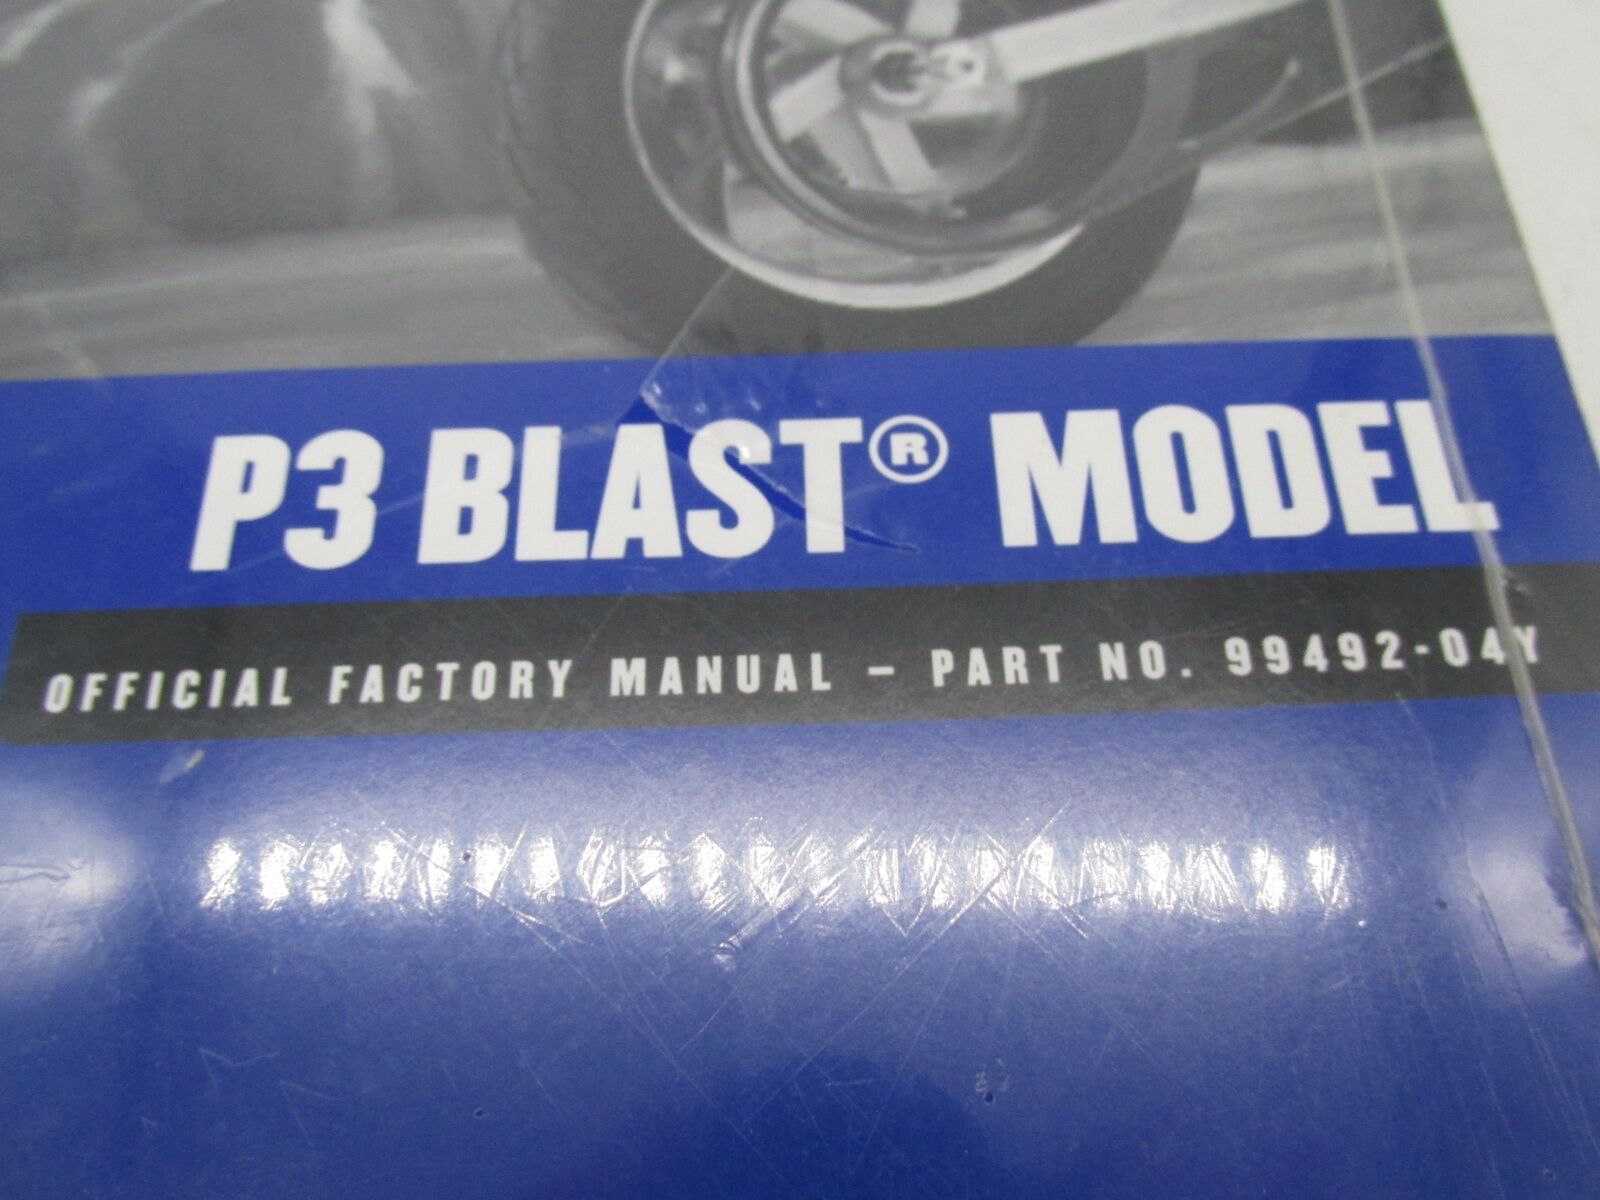 P3 BLAST® MODEL
OFFICIAL FACTORY MANUAL – PART NO. 99492-04Y